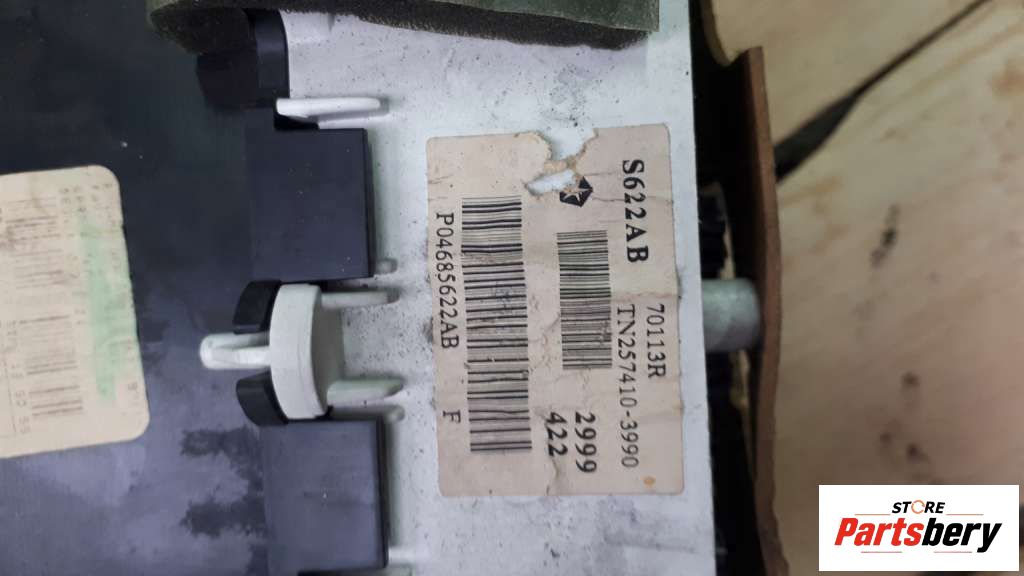 S622AB
70113R
TN257410-3990
2999
422
P04685622AB F
STORE
Partsbery